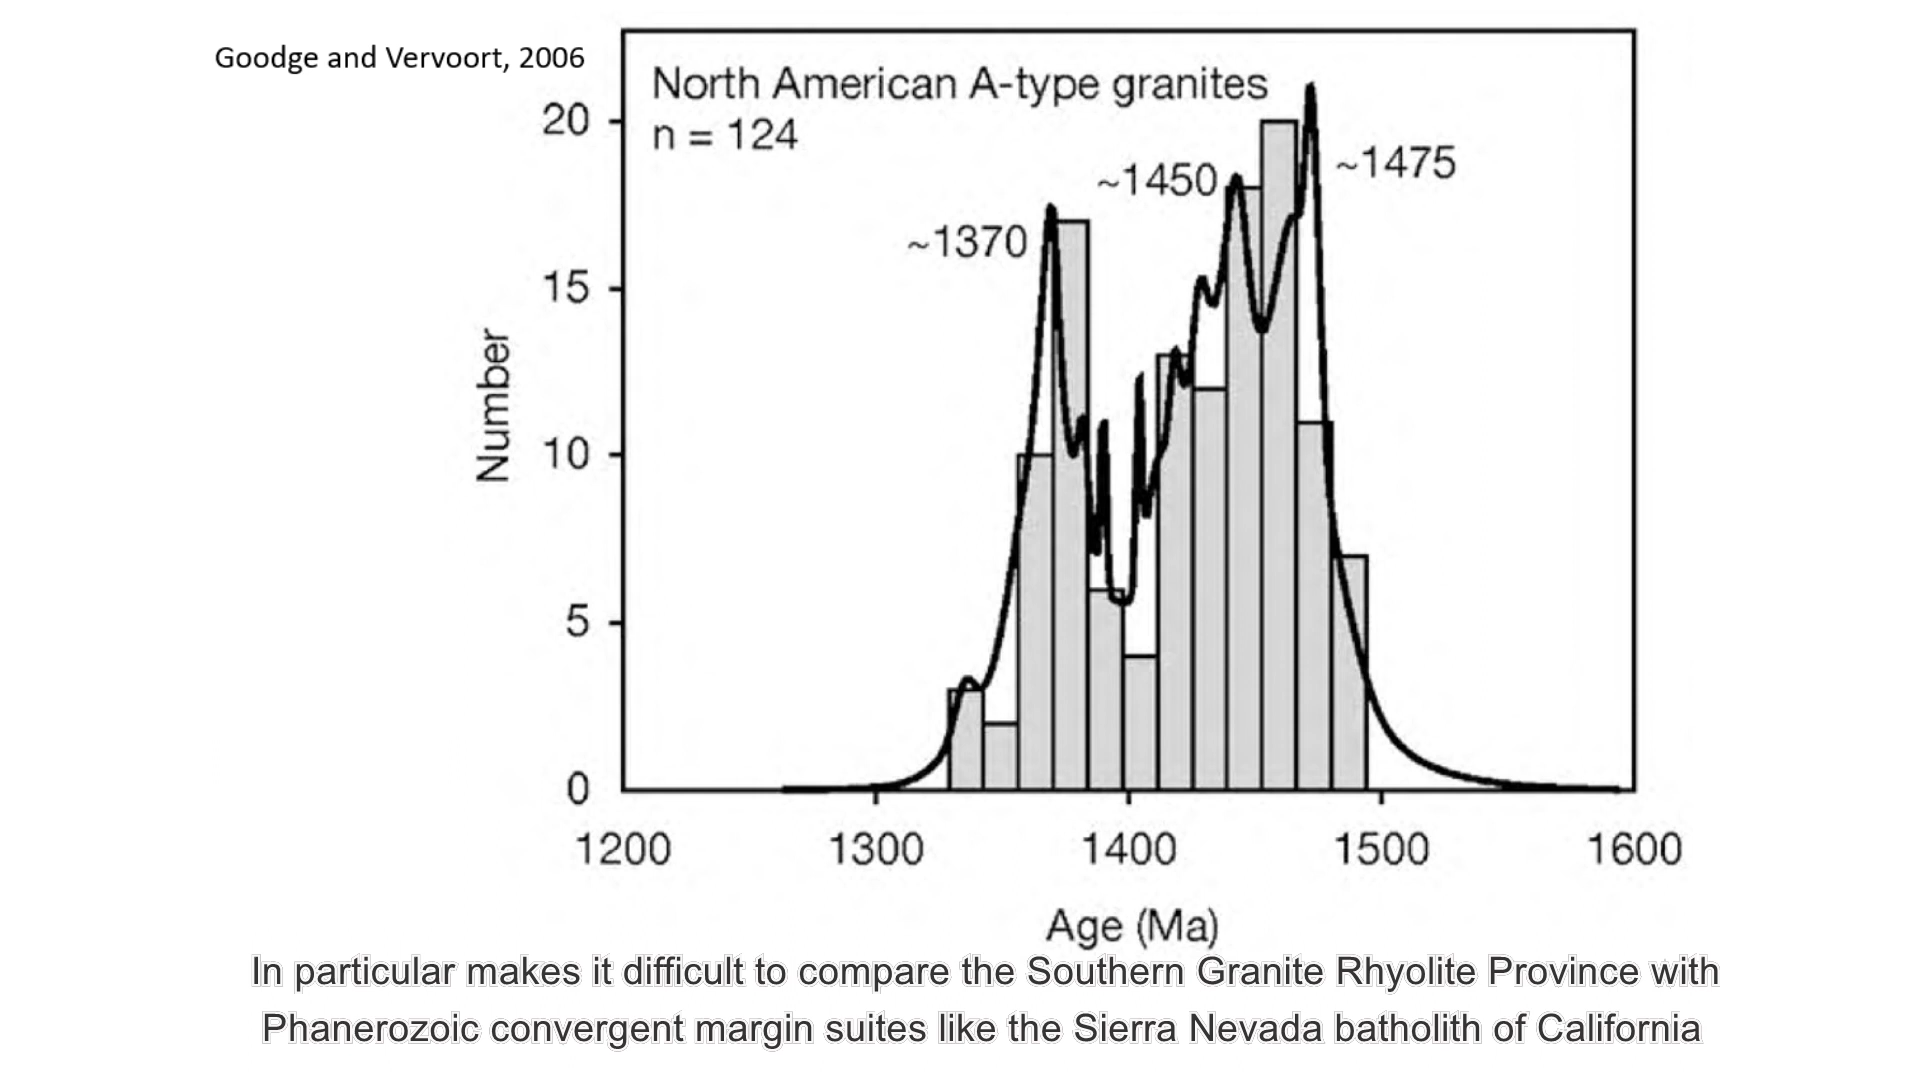 Goodge and Vervoort, 2006
North American A-type granites
n = 124
~1370
~1450
~1475
20
15
10
5
0
Number
1200
1300
1400
1500
1600
Age (Ma)
In particular makes it difficult to compare the Southern Granite Rhyolite Province with
Phanerozoic convergent margin suites like the Sierra Nevada batholith of California